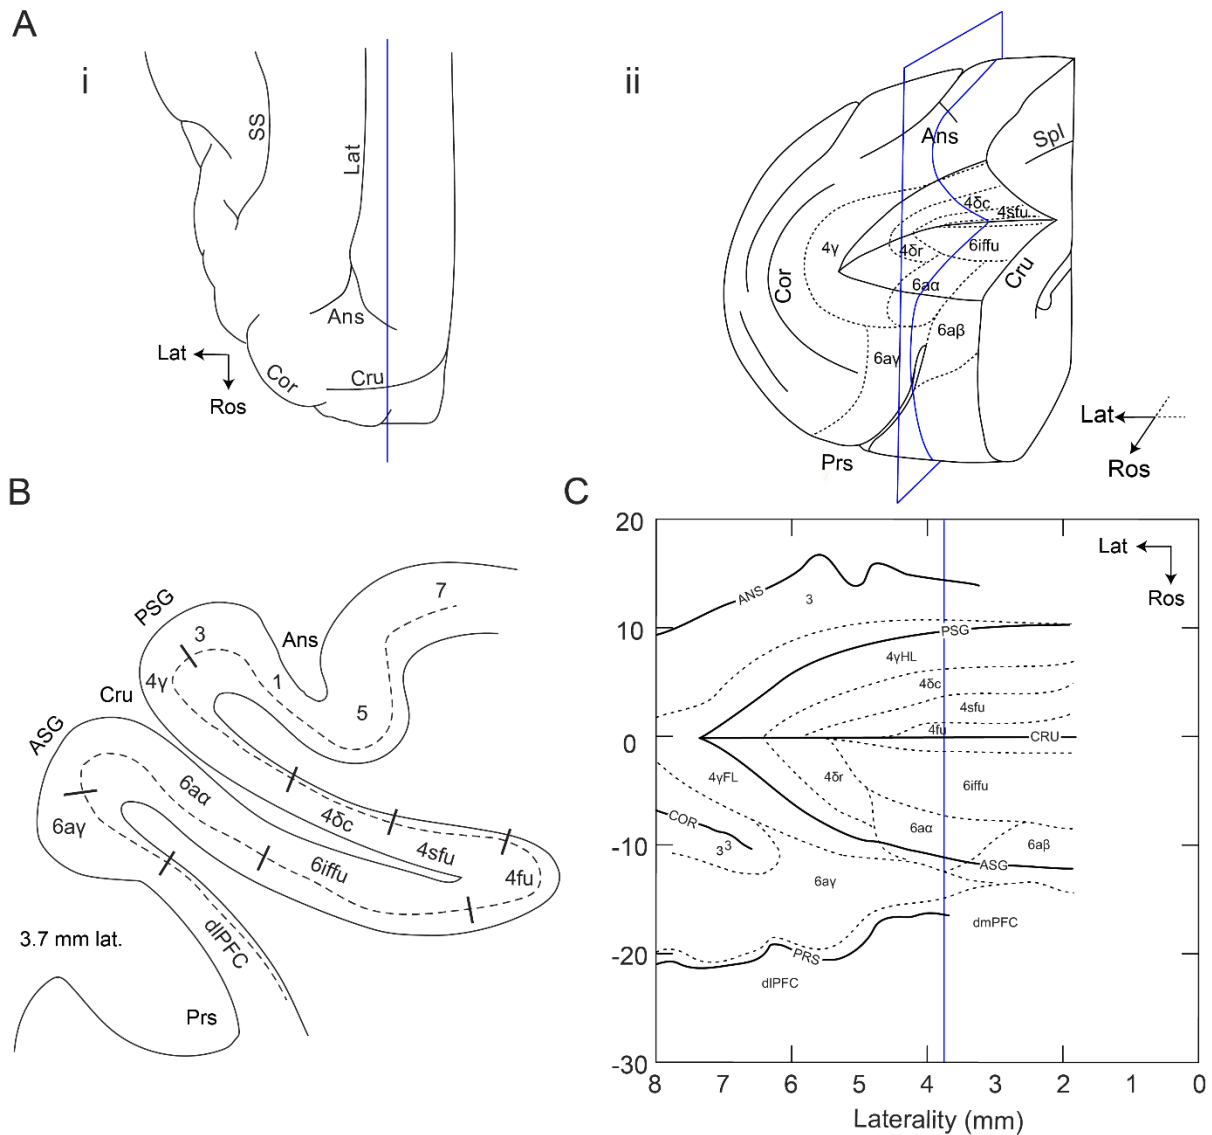 A
i
SS
Lat
Ans
Lat
Ros
Cor
Cru
ii
Ans
Spl
4δc
4sfu
4γ
4δr
6iffu
Cor
Cru
6aα
6aβ
6aγ
Prs
Lat
Ros
B
PSG
7
3
Ans
4γ
1
Cru
5
ASG
6aα
6aγ
4δc
4sfu
6iffu
4fu
3.7 mm lat.
dlPFC
Prs
C
20
Lat
Ros
ANS
3
10
PSG
4γHL
4δc
4sfu
4fu
0
CRU
4γFL
4δr
6iffu
COR
6aα
-10
33
ASG
6aβ
6aγ
dmPFC
-20
PRS
dlPFC
-30
8 7 6 5 4 3 2 1 0
Laterality (mm)